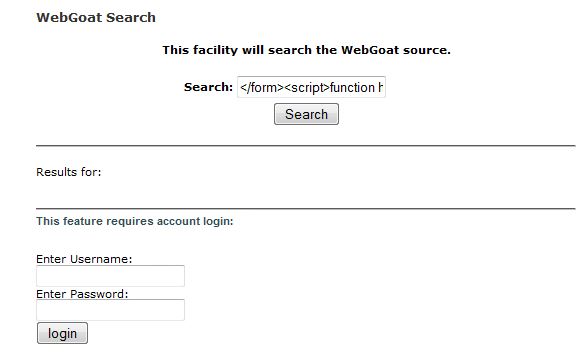 WebGoat Search
This facility will search the WebGoat source.
Search: </form><script>function h
Search
Results for:
This feature requires account login:
Enter Username:
Enter Password:
login